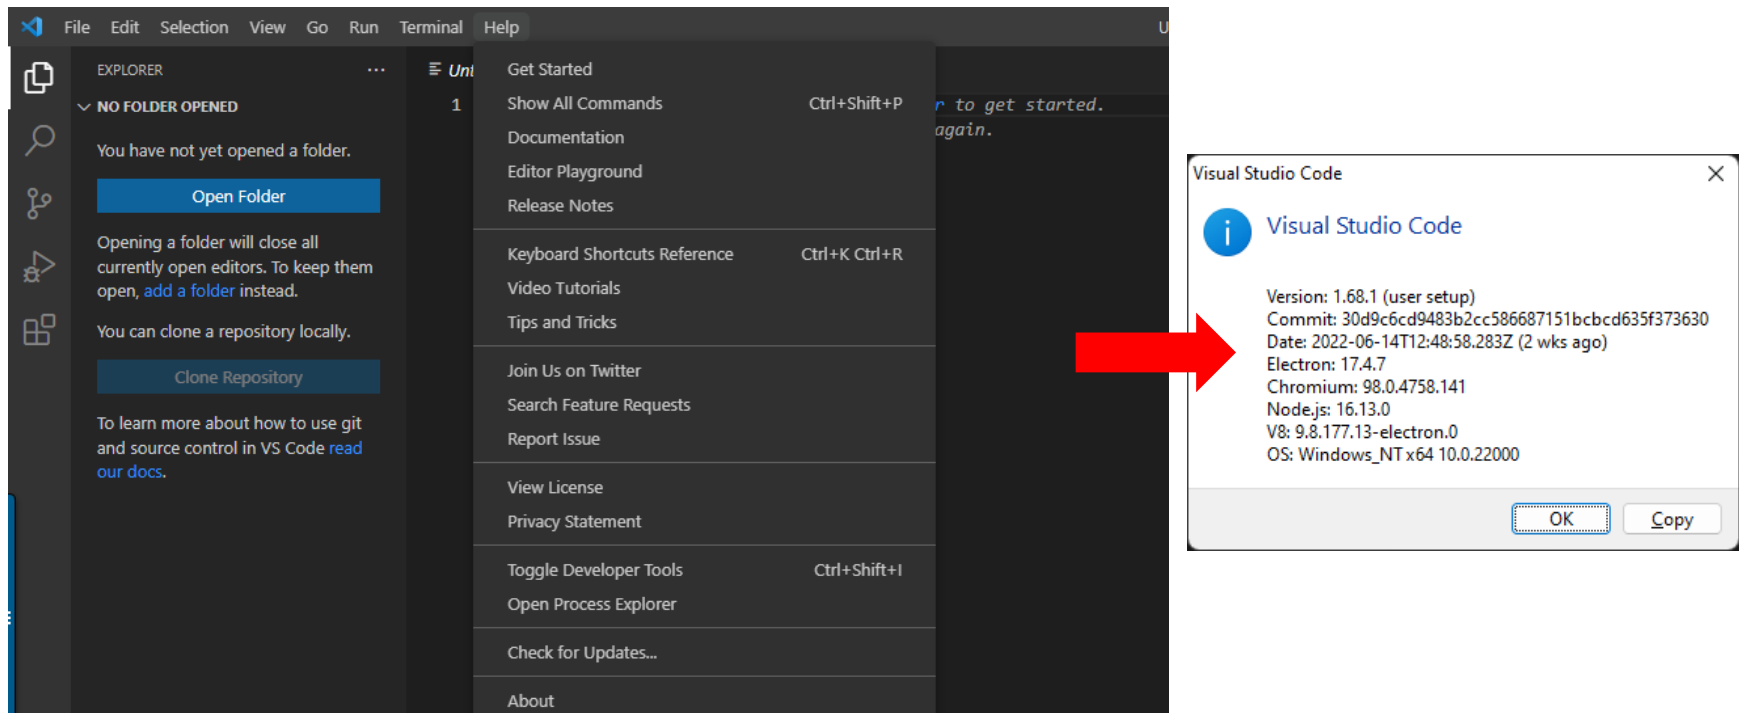 File Edit Selection View Go Run Terminal Help
EXPLORER ...
NO FOLDER OPENED
You have not yet opened a folder.
Open Folder
Opening a folder will close all
currently open editors. To keep them
open, add a folder instead.
You can clone a repository locally.
Clone Repository
To learn more about how to use git
and source control in VS Code read
our docs.
Unt
1
r to get started.
again.
Get Started
Show All Commands Ctrl+Shift+P
Documentation
Editor Playground
Release Notes
Keyboard Shortcuts Reference Ctrl+K Ctrl+R
Video Tutorials
Tips and Tricks
Join Us on Twitter
Search Feature Requests
Report Issue
View License
Privacy Statement
Toggle Developer Tools Ctrl+Shift+I
Open Process Explorer
Check for Updates...
About
Visual Studio Code
Visual Studio Code
Version: 1.68.1 (user setup)
Commit: 30d9c6cd9483b2cc586687151bcbcd635f373630
Date: 2022-06-14T12:48:58.283Z (2 wks ago)
Electron: 17.4.7
Chromium: 98.0.4758.141
Node.js: 16.13.0
V8: 9.8.177.13-electron.0
OS: Windows_NT x64 10.0.22000
OK Copy